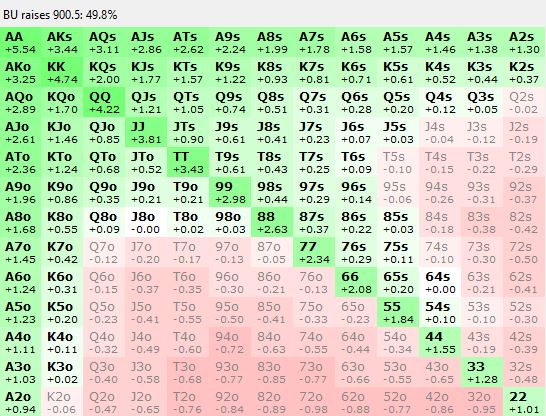 BU raises 900.5: 49.8%
AA AKs AQs AJs ATs A9s A8s A7s A6s A5s A4s A3s A2s
+5.54 +3.44 +3.11 +2.86 +2.62 +2.24 +1.99 +1.78 +1.58 +1.57 +1.46 +1.38 +1.30
AKo KK KQs KJs KTs K9s K8s K7s K6s K5s K4s K3s K2s
+3.25 +4.74 +2.00 +1.77 +1.57 +1.22 +0.93 +0.81 +0.71 +0.61 +0.52 +0.44 +0.37
AQo KQo QQ QJs QTs Q9s Q8s Q7s Q6s Q5s Q4s Q3s Q2s
+2.89 +1.70 +4.22 +1.21 +1.05 +0.74 +0.51 +0.31 +0.28 +0.20 +0.12 +0.05 -0.02
AJo KJo QJo JJ JTs J9s J8s J7s J6s J5s J4s J3s J2s
+2.61 +1.46 +0.85 +3.81 +0.90 +0.61 +0.41 +0.23 +0.07 +0.03 -0.04 -0.12 -0.19
ATo KTo QTo JTo TT T9s T8s T7s T6s T5s T4s T3s T2s
+2.36 +1.24 +0.68 +0.52 +3.43 +0.61 +0.43 +0.25 +0.09 -0.10 -0.15 -0.22 -0.29
A9o K9o Q9o J9o T9o 99 98s 97s 96s 95s 94s 93s 92s
+1.96 +0.86 +0.35 +0.21 +0.21 +2.98 +0.44 +0.29 +0.14 -0.06 -0.26 -0.31 -0.37
A8o K8o Q8o J8o T8o 98o 88 87s 86s 85s 84s 83s 82s
+1.68 +0.55 +0.09 -0.00 +0.02 +0.03 +2.63 +0.37 +0.22 +0.03 -0.18 -0.38 -0.42
A7o K7o Q7o J7o T7o 97o 87o 77 76s 75s 74s 73s 72s
+1.45 +0.42 -0.12 -0.20 -0.17 -0.13 -0.05 +2.34 +0.29 +0.11 -0.10 -0.30 -0.50
A6o K6o Q6o J6o T6o 96o 86o 76o 66 65s 64s 63s 62s
+1.24 +0.31 -0.15 -0.37 -0.35 -0.30 -0.21 -0.13 +2.08 +0.20 +0.00 -0.21 -0.41
A5o K5o Q5o J5o T5o 95o 85o 75o 65o 55 54s 53s 52s
+1.23 +0.20 -0.23 -0.41 -0.55 -0.50 -0.41 -0.33 -0.23 +1.84 +0.10 -0.10 -0.30
A4o K4o Q4o J4o T4o 94o 84o 74o 64o 54o 44 43s 42s
+1.11 +0.11 -0.32 -0.49 -0.60 -0.72 -0.63 -0.55 -0.44 -0.34 +1.55 -0.19 -0.39
A3o K3o Q3o J3o T3o 93o 83o 73o 63o 53o 43o 33 32s
+1.03 +0.02 -0.40 -0.58 -0.68 -0.77 -0.85 -0.77 -0.66 -0.55 -0.65 +1.28 -0.48
A2o K2o Q2o J2o T2o 92o 82o 72o 62o 52o 42o 32o 22
+0.94 -0.06 -0.47 -0.65 -0.76 -0.84 -0.89 -0.98 -0.88 -0.77 -0.86 -0.95 +1.01